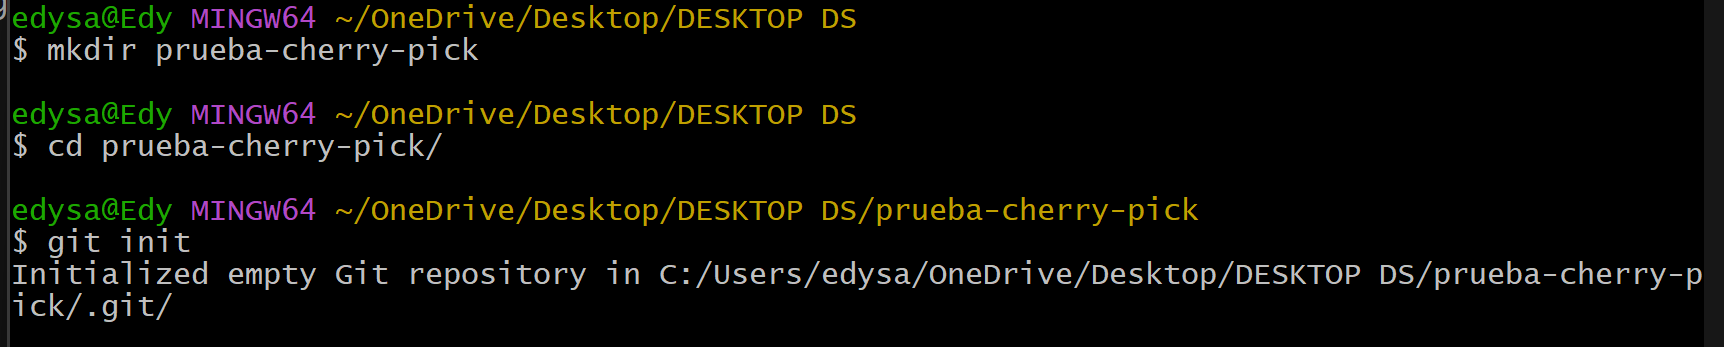 edysa@Edy MINGW64 ~/OneDrive/Desktop/DESKTOP DS
$ mkdir prueba-cherry-pick
edysa@Edy MINGW64 ~/OneDrive/Desktop/DESKTOP DS
$ cd prueba-cherry-pick/
edysa@Edy MINGW64 ~/OneDrive/Desktop/DESKTOP DS/prueba-cherry-pick
$ git init
Initialized empty Git repository in C:/Users/edysa/OneDrive/Desktop/DESKTOP DS/prueba-cherry-p
ick/.git/